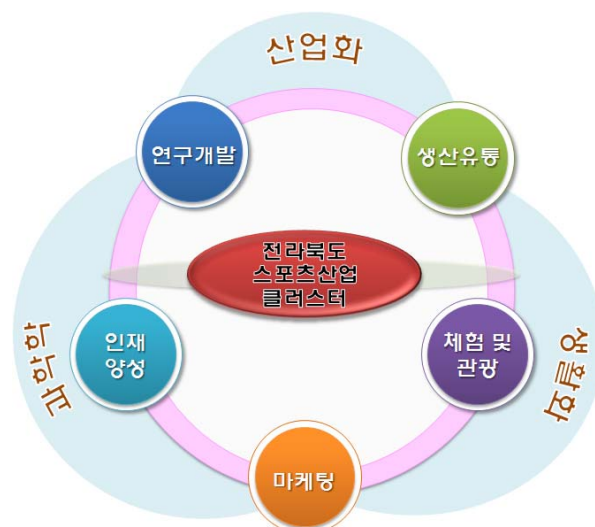 산업화
연구개발
생산유통
전라북도
스포츠산업
클러스터
과학학
인재
양성
체험 및
관광
생활화
마케팅